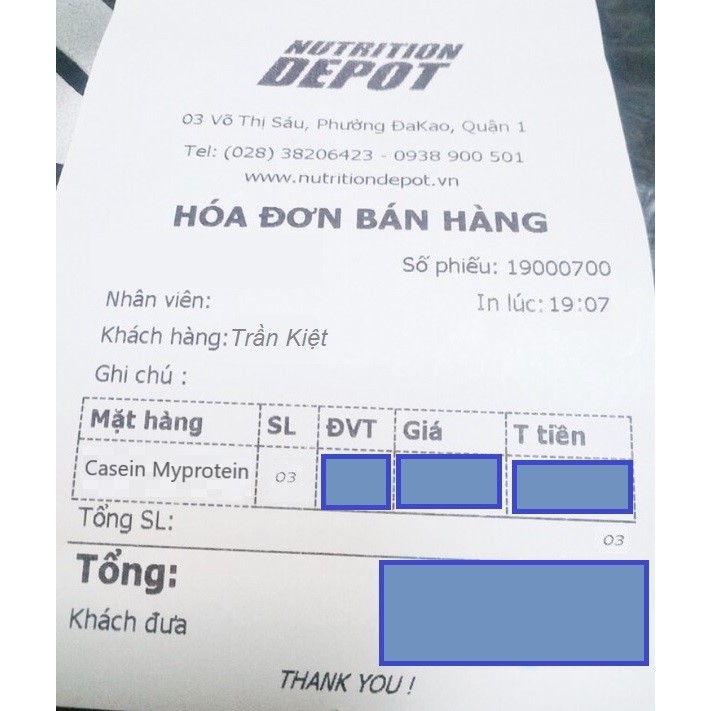 NUTRITION
DEPOT
03 Võ Thị Sáu, Phường ĐaKao, Quận 1
Tel: (028) 38206423 - 0938 900 501
www.nutritiondepot.vn
HÓA ĐƠN BÁN HÀNG
Số phiếu: 19000700
Nhân viên: In lúc: 19:07
Khách hàng: Trần Kiệt
Ghi chú :
Mặt hàng SL ĐVT Giá T tiền
Casein Myprotein 03
Tổng SL: 03
Tổng:
Khách đưa
THANK YOU !